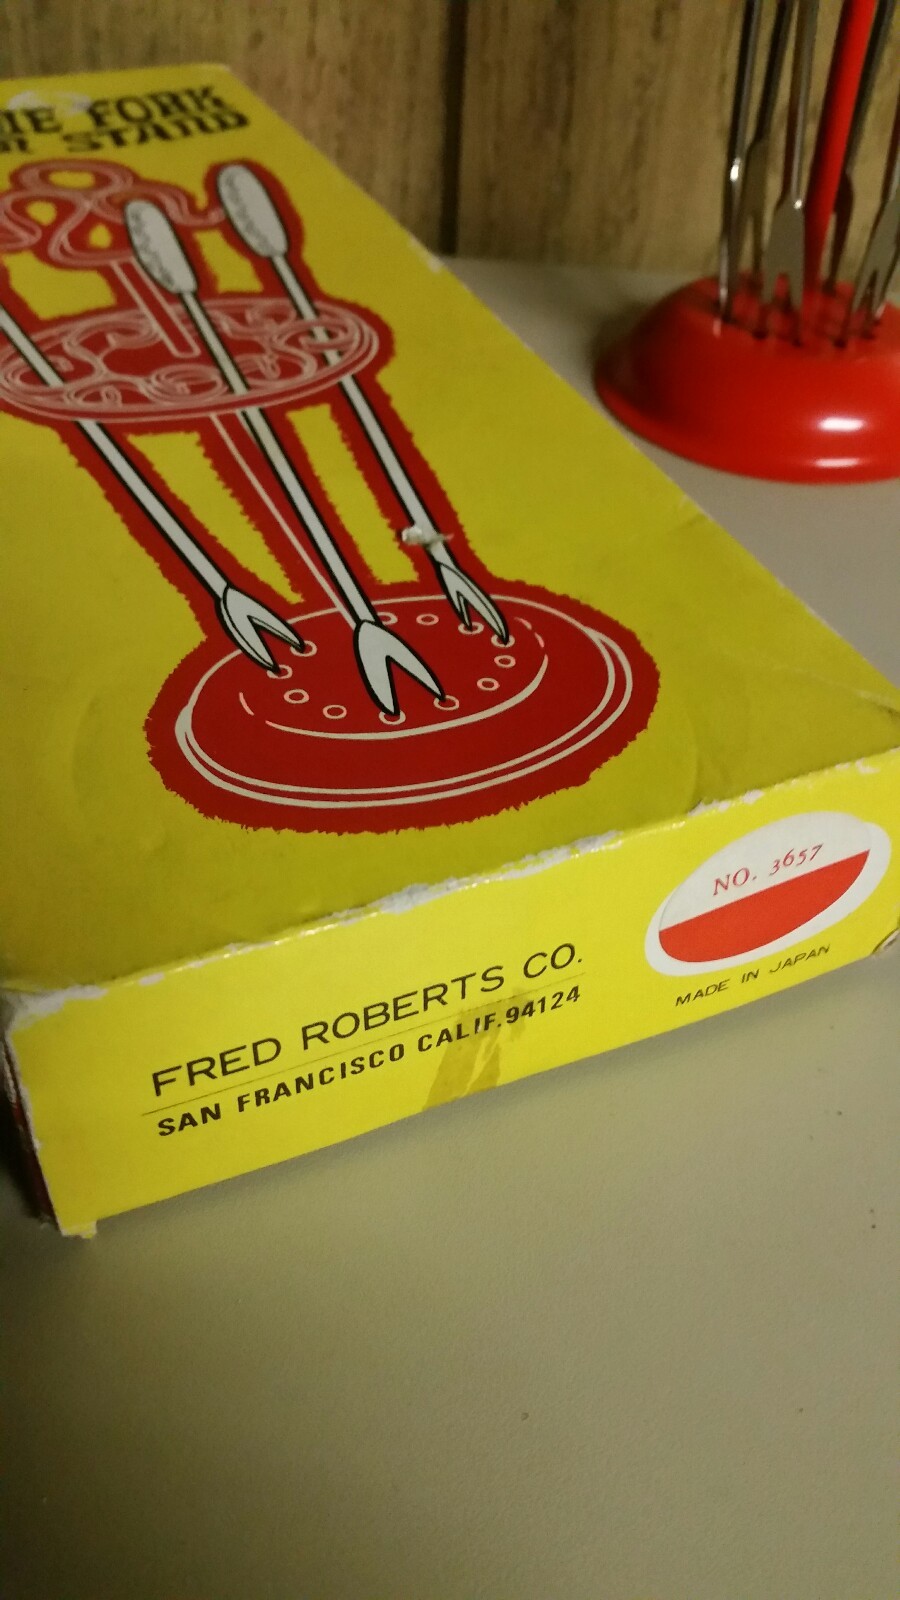 FORK
STAND
NO. 3657
MADE IN JAPAN
FRED ROBERTS CO.
SAN FRANCISCO CALIF. 94124